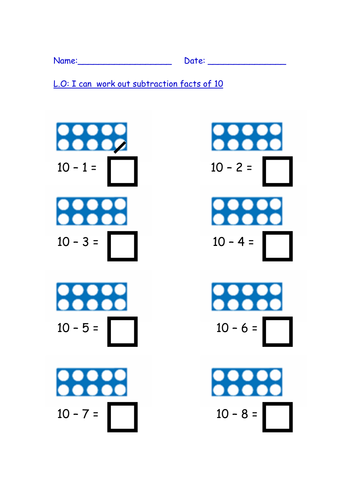 Name:___________________ Date: ________________
L.O: I can work out subtraction facts of 10
10 – 1 =
10 – 2 =
10 – 3 =
10 – 4 =
10 – 5 =
10 – 6 =
10 – 7 =
10 – 8 =